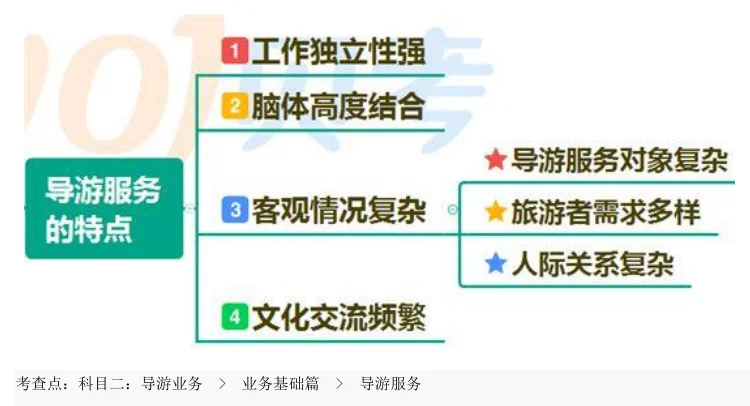 1 工作独立性强
2 脑体高度结合
导游服务
的特点
3 客观情况复杂
★ 导游服务对象复杂
★ 旅游者需求多样
★ 人际关系复杂
4 文化交流频繁
考查点：科目二：导游业务 > 业务基础篇 > 导游服务